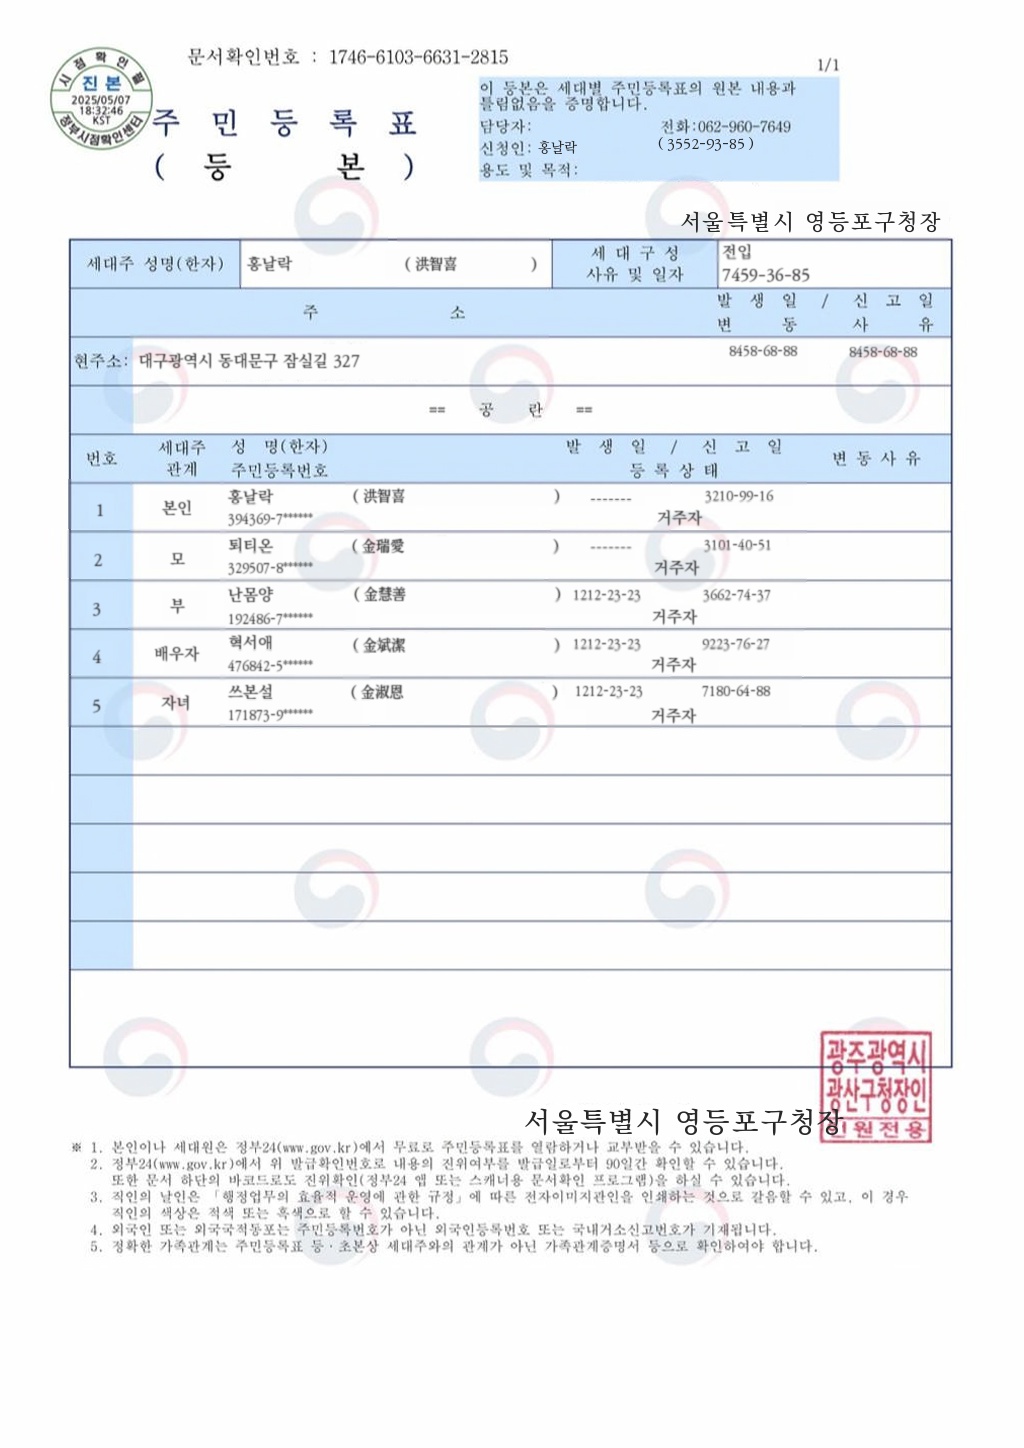 문서확인번호 : 1746-6103-6631-2815
1/1
시점확인필
진본
2025/05/07
18:32:46
KST
정부시점확인센터
주 민 등 록 표
( 등 본 )
이 등본은 세대별 주민등록표의 원본 내용과
틀림없음을 증명합니다.
담당자: 전화:062-960-7649
신청인: 홍날락 ( 3552-93-85 )
용도 및 목적:
서울특별시 영등포구청장
세대주 성명(한자) 홍날락 ( 洪智喜 ) 세 대 구 성 전입
사유 및 일자 7459-36-85
주 소 발 생 일 / 신 고 일
변 동 사 유
현주소: 대구광역시 동대문구 잠실길 327 8458-68-88 8458-68-88
== 공 란 ==
번호 세대주 성 명(한자) 발 생 일 / 신 고 일 변 동 사 유
관계 주민등록번호 등 록 상 태
1 본인 홍날락 ( 洪智喜 ) ------- 3210-99-16
394369-7****** 거주자
2 모 퇴티온 ( 金瑞愛 ) ------- 3101-40-51
329507-8****** 거주자
3 부 난몸양 ( 金慧善 ) 1212-23-23 3662-74-37
192486-7****** 거주자
4 배우자 혁서애 ( 金斌潔 ) 1212-23-23 9223-76-27
476842-5****** 거주자
5 자녀 쓰본설 ( 金淑恩 ) 1212-23-23 7180-64-88
171873-9****** 거주자
광주광역시
광산구청장인
민원전용
서울특별시 영등포구청장
※ 1. 본인이나 세대원은 정부24(www.gov.kr)에서 무료로 주민등록표를 열람하거나 교부받을 수 있습니다.
2. 정부24(www.gov.kr)에서 위 발급확인번호로 내용의 진위여부를 발급일로부터 90일간 확인할 수 있습니다.
또한 문서 하단의 바코드로도 진위확인(정부24 앱 또는 스캐너용 문서확인 프로그램)을 하실 수 있습니다.
3. 직인의 날인은 「행정업무의 효율적 운영에 관한 규정」에 따른 전자이미지관인을 인쇄하는 것으로 갈음할 수 있고, 이 경우
직인의 색상은 적색 또는 흑색으로 할 수 있습니다.
4. 외국인 또는 외국국적동포는 주민등록번호가 아닌 외국인등록번호 또는 국내거소신고번호가 기재됩니다.
5. 정확한 가족관계는 주민등록표 등·초본상 세대주와의 관계가 아닌 가족관계증명서 등으로 확인하여야 합니다.